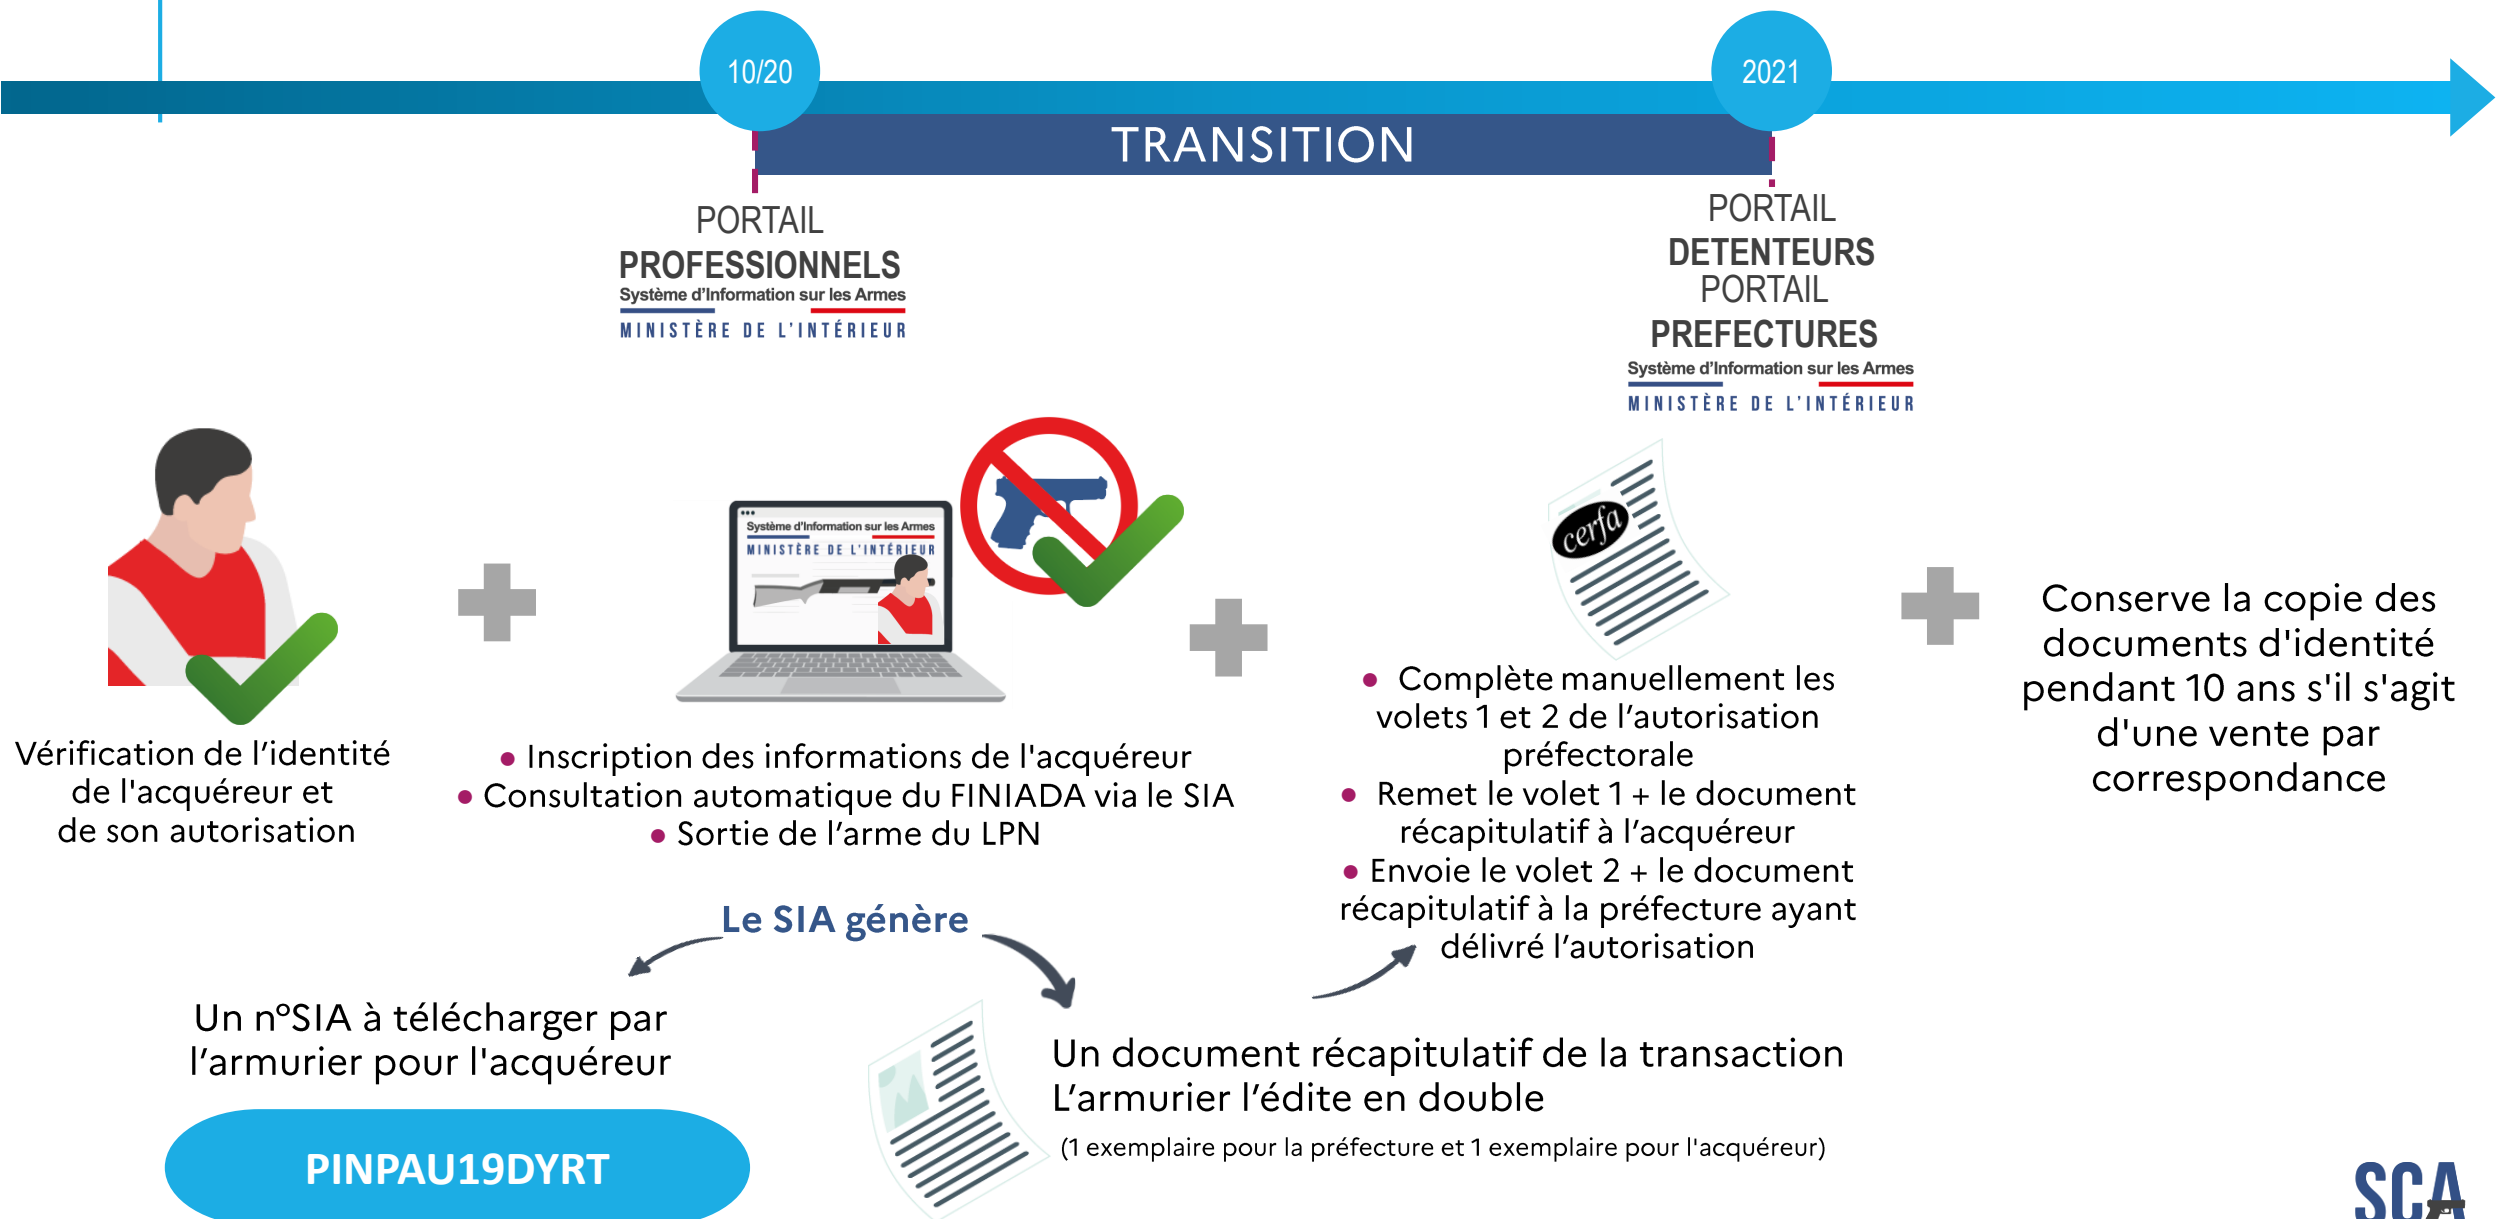 10/20
2021
TRANSITION
PORTAIL
PROFESSIONNELS
Système d'Information sur les Armes
MINISTÈRE DE L'INTÉRIEUR
PORTAIL
DETENTEURS
PORTAIL
PREFECTURES
Système d'Information sur les Armes
MINISTÈRE DE L'INTÉRIEUR
Vérification de l'identité
de l'acquéreur et
de son autorisation
Système d'Information sur les Armes
MINISTÈRE DE L'INTÉRIEUR
• Inscription des informations de l'acquéreur
• Consultation automatique du FINIADA via le SIA
• Sortie de l'arme du LPN
cerfa
• Complète manuellement les
volets 1 et 2 de l'autorisation
préfectorale
• Remet le volet 1 + le document
récapitulatif à l'acquéreur
• Envoie le volet 2 + le document
récapitulatif à la préfecture ayant
délivré l'autorisation
Conserve la copie des
documents d'identité
pendant 10 ans s'il s'agit
d'une vente par
correspondance
Le SIA génère
Un n°SIA à télécharger par
l'armurier pour l'acquéreur
PINPAU19DYRT
Un document récapitulatif de la transaction
L'armurier l'édite en double
(1 exemplaire pour la préfecture et 1 exemplaire pour l'acquéreur)
SCA